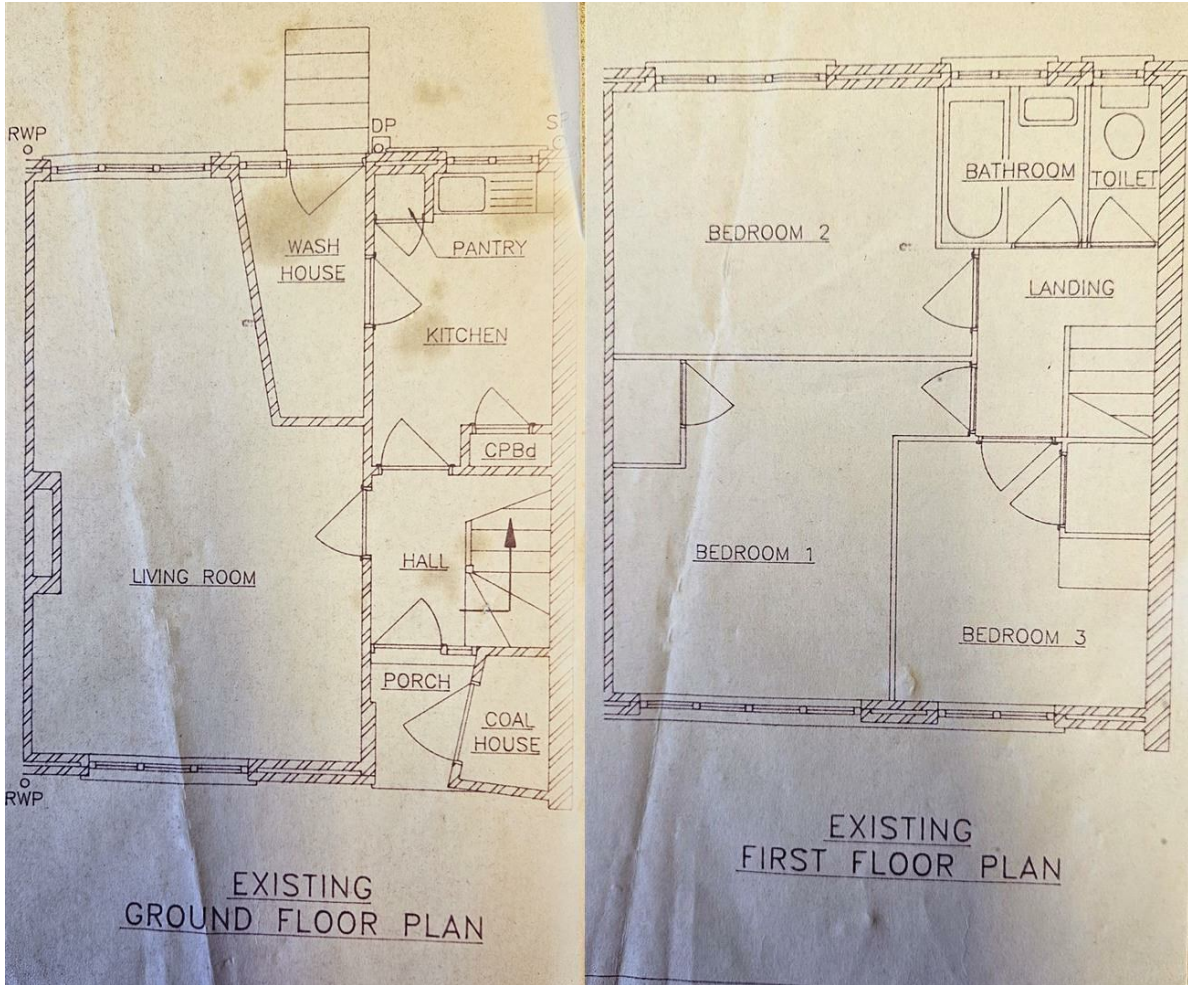 RWP
DP
WASH
HOUSE
PANTRY
KITCHEN
CPBd
HALL
LIVING ROOM
PORCH
COAL
HOUSE
RWP
EXISTING
GROUND FLOOR PLAN
BATHROOM
TOILET
BEDROOM 2
LANDING
BEDROOM 1
BEDROOM 3
EXISTING
FIRST FLOOR PLAN